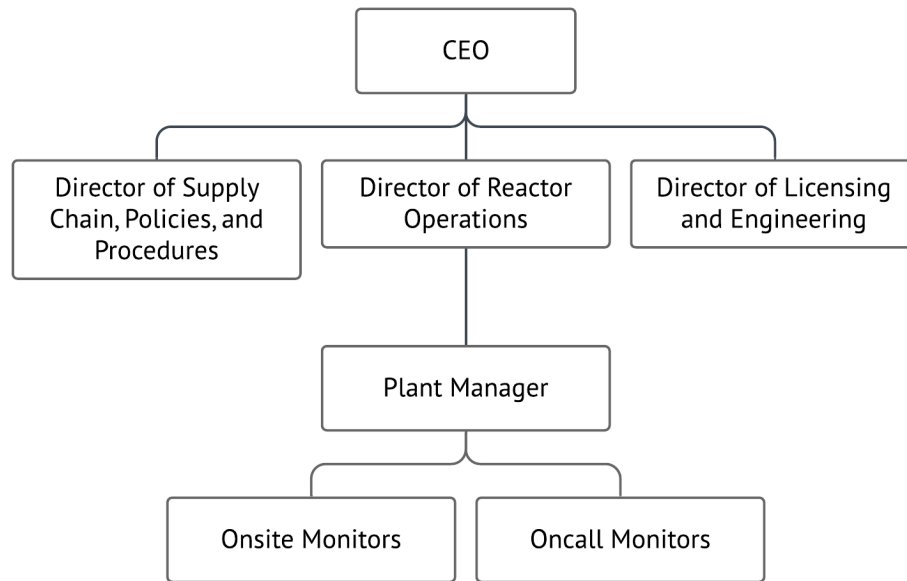 CEO
Director of Supply
Chain, Policies, and
Procedures
Director of Reactor
Operations
Director of Licensing
and Engineering
Plant Manager
Onsite Monitors
Oncall Monitors